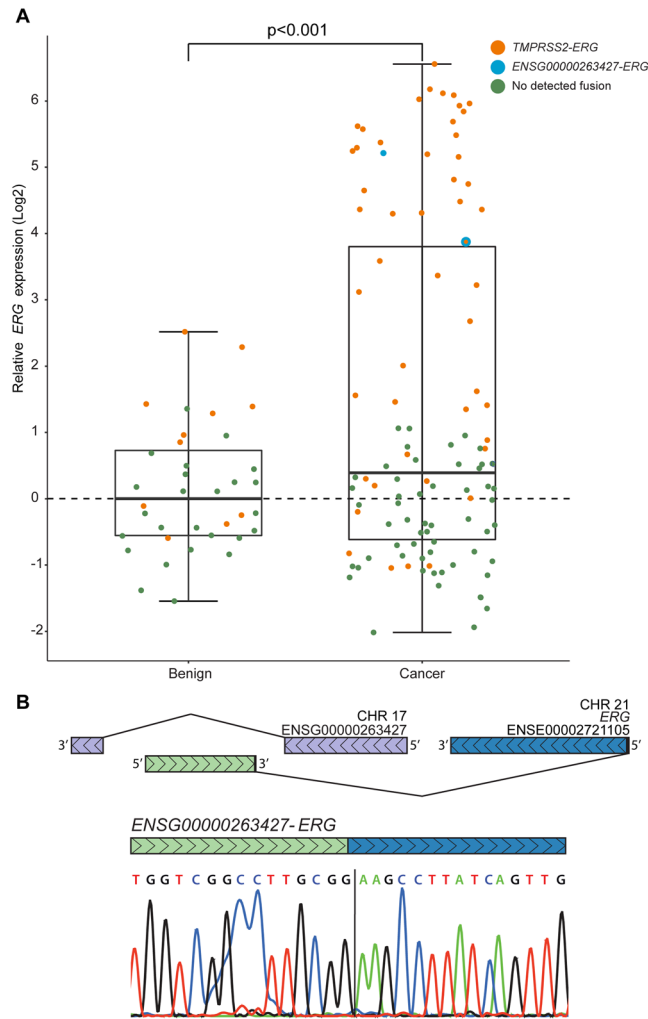 A
p<0.001
TMPRSS2-ERG
ENSG00000263427-ERG
No detected fusion
Relative ERG expression (Log2)
6
5
4
3
2
1
0
-1
-2
Benign
Cancer
B
CHR 17
ENSG00000263427
CHR 21
ERG
ENSE00002721105
3′
5′
5′
3′
3′
5′
ENSG00000263427-ERG
TGGTCGGCCTTGCGGAAGCCTTATCAGTTG